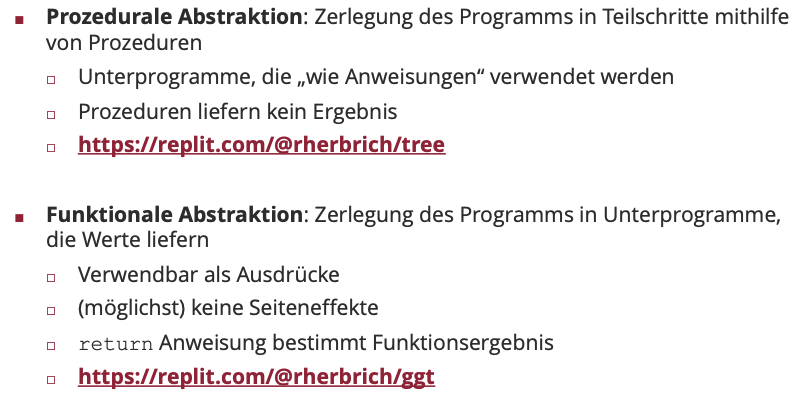 Prozedurale Abstraktion: Zerlegung des Programms in Teilschritte mithilfe
von Prozeduren
Unterprogramme, die „wie Anweisungen“ verwendet werden
Prozeduren liefern kein Ergebnis
https://replit.com/@rherbrich/tree
Funktionale Abstraktion: Zerlegung des Programms in Unterprogramme,
die Werte liefern
Verwendbar als Ausdrücke
(möglichst) keine Seiteneffekte
return Anweisung bestimmt Funktionsergebnis
https://replit.com/@rherbrich/ggt